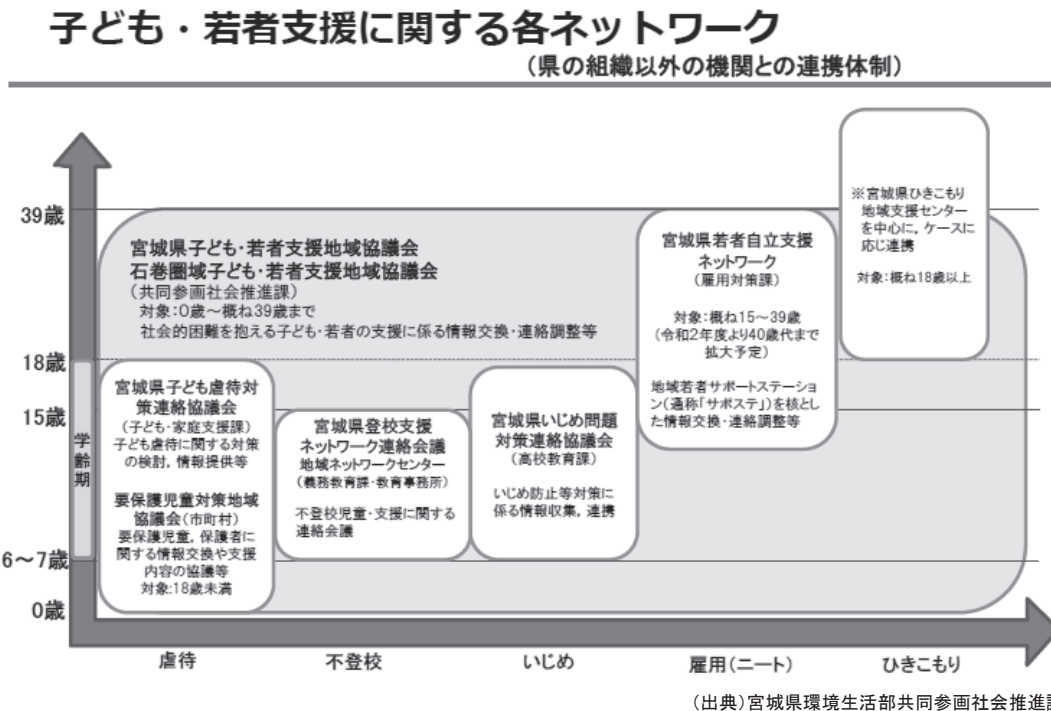 子ども・若者支援に関する各ネットワーク
（県の組織以外の機関との連携体制）
39歳
18歳
15歳
学齢期
6～7歳
0歳
宮城県子ども・若者支援地域協議会
石巻圏域子ども・若者支援地域協議会
（共同参画社会推進課）
対象：0歳～概ね39歳まで
社会的困難を抱える子ども・若者の支援に係る情報交換・連絡調整等
宮城県子ども虐待対
策連絡協議会
（子ども・家庭支援課）
子ども虐待に関する対策
の検討，情報提供等
要保護児童対策地域
協議会（市町村）
要保護児童，保護者に
関する情報交換や支援
内容の協議等
対象:18歳未満
宮城県登校支援
ネットワーク連絡会議
地域ネットワークセンター
（義務教育課・教育事務所）
不登校児童・支援に関する
連絡会議
宮城県いじめ問題
対策連絡協議会
（高校教育課）
いじめ防止等対策に
係る情報収集，連携
宮城県若者自立支援
ネットワーク
（雇用対策課）
対象：概ね15～39歳
（令和2年度より40歳代まで
拡大予定）
地域若者サポートステーショ
ン（通称「サポステ」）を核とし
た情報交換・連絡調整等
※宮城県ひきこもり
地域支援センター
を中心に，ケースに
応じ連携
対象：概ね18歳以上
虐待
不登校
いじめ
雇用（ニート）
ひきこもり
（出典）宮城県環境生活部共同参画社会推進